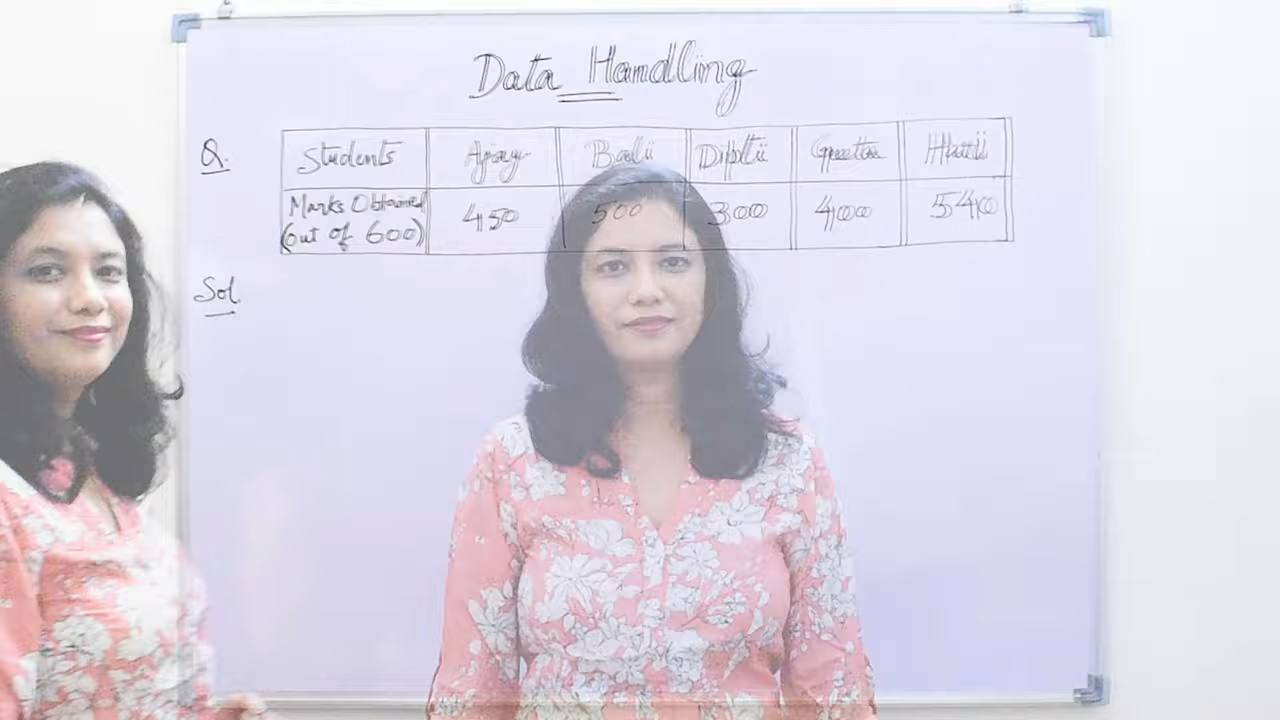 Data Handling
Q. Students Ajay Bali Dipti Geeta Hari
Marks Obtained 450 500 300 400 540
(out of 600)
Sol